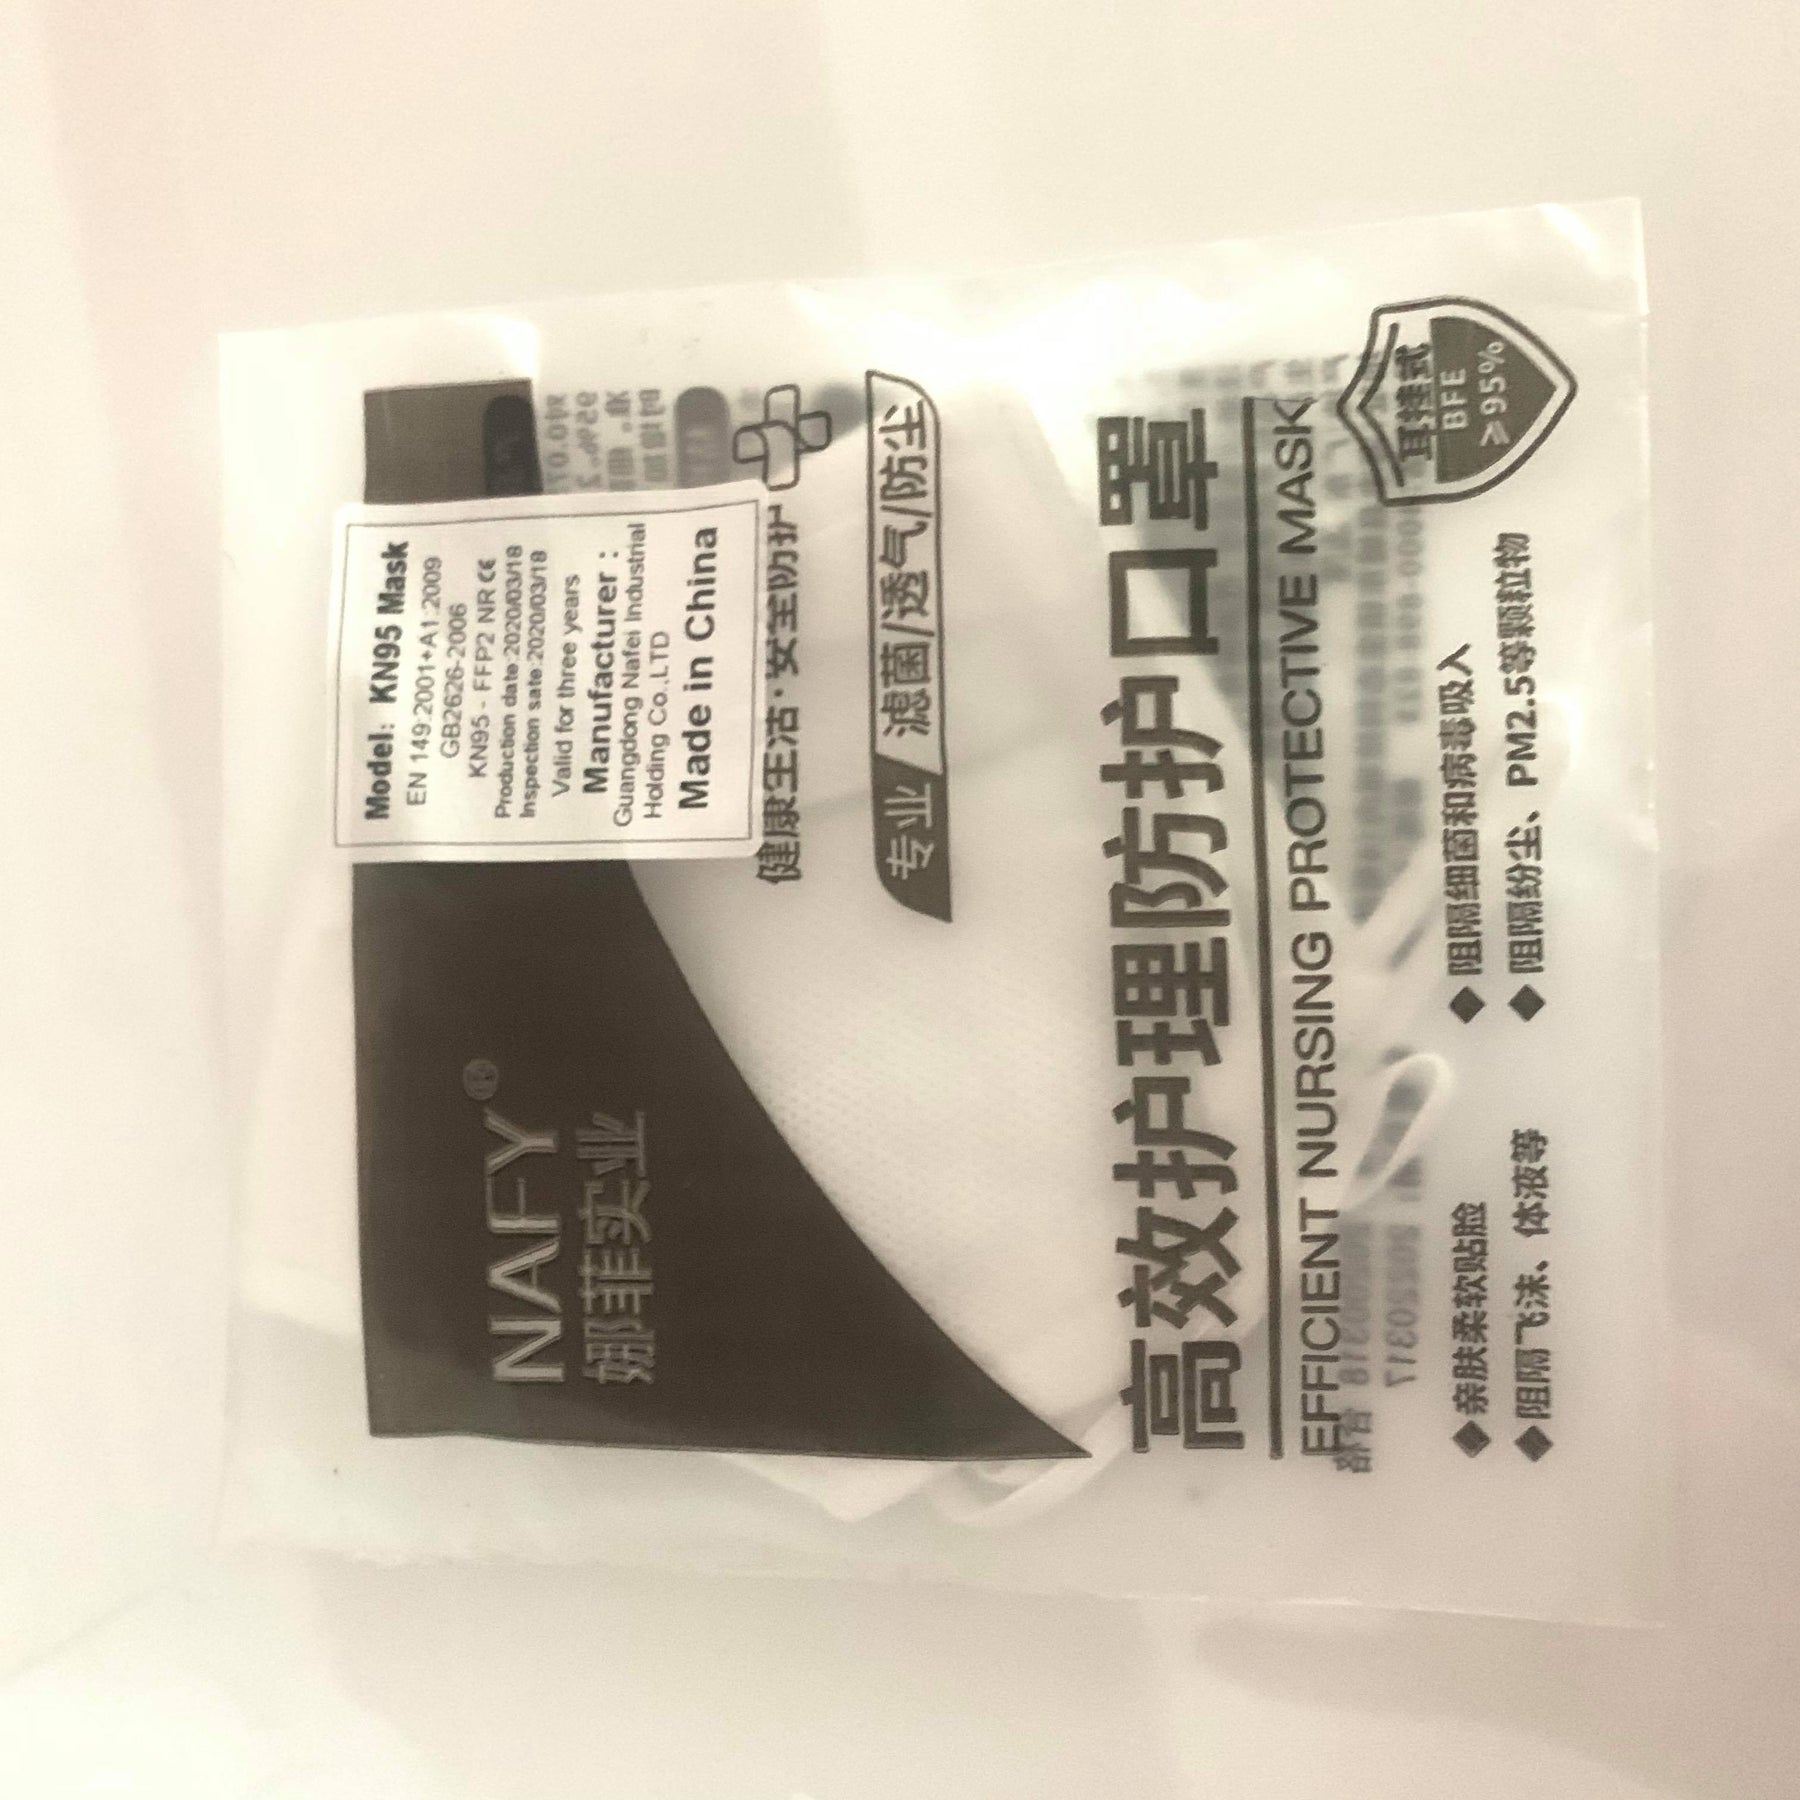 NAFY®
娜菲实业
Model: KN95 Mask
EN 149:2001+A1:2009
GB2626-2006
KN95 - FFP2 NR CE
Production date:2020/03/18
Inspection sate:2020/03/18
Valid for three years
Manufacturer :
Guangdong Nafei Industrial
Holding Co.,LTD
Made in China
健康生活·安全防护
专业 滤菌/透气/防尘
高效护理防护口罩
EFFICIENT NURSING PROTECTIVE MASK
耳挂式
BFE
≥95%
◆亲肤柔软贴脸
◆阻隔细菌和病毒吸入
◆阻隔飞沫、体液等
◆阻隔纷尘、PM2.5等颗粒物